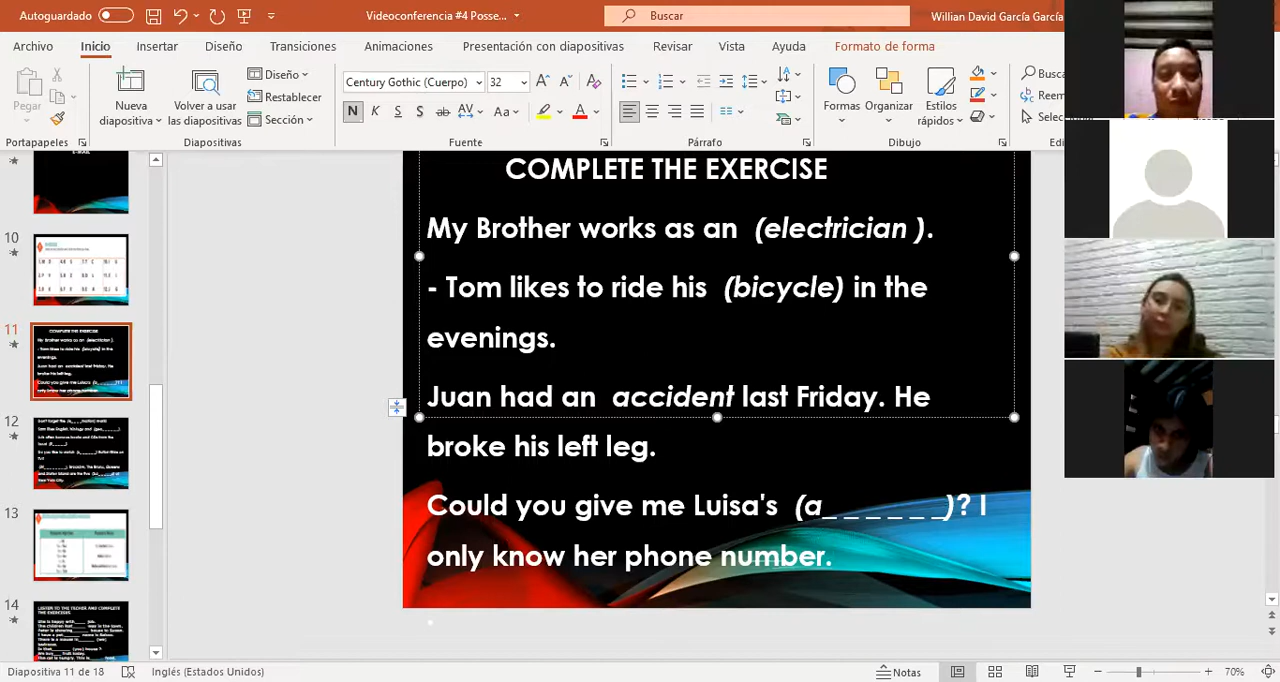 Autoguardado
Videoconferencia #4 Posse...
Buscar
Willian David García García
Archivo Inicio Insertar Diseño Transiciones Animaciones Presentación con diapositivas Revisar Vista Ayuda Formato de forma
Pegar
Nueva diapositiva
Volver a usar las diapositivas
Diseño
Restablecer
Sección
Century Gothic (Cuerpo) 32
N K S S ab AV Aa A
Formas
Organizar
Estilos rápidos
Portapapeles Diapositivas Fuente Párrafo Dibujo
COMPLETE THE EXERCISE
My Brother works as an (electrician ).
- Tom likes to ride his (bicycle) in the
evenings.
Juan had an accident last Friday. He
broke his left leg.
Could you give me Luisa's (a_ _ _ _ _ _)? I
only know her phone number.
10
11
12
13
14
Diapositiva 11 de 18 Inglés (Estados Unidos) Notas 70%